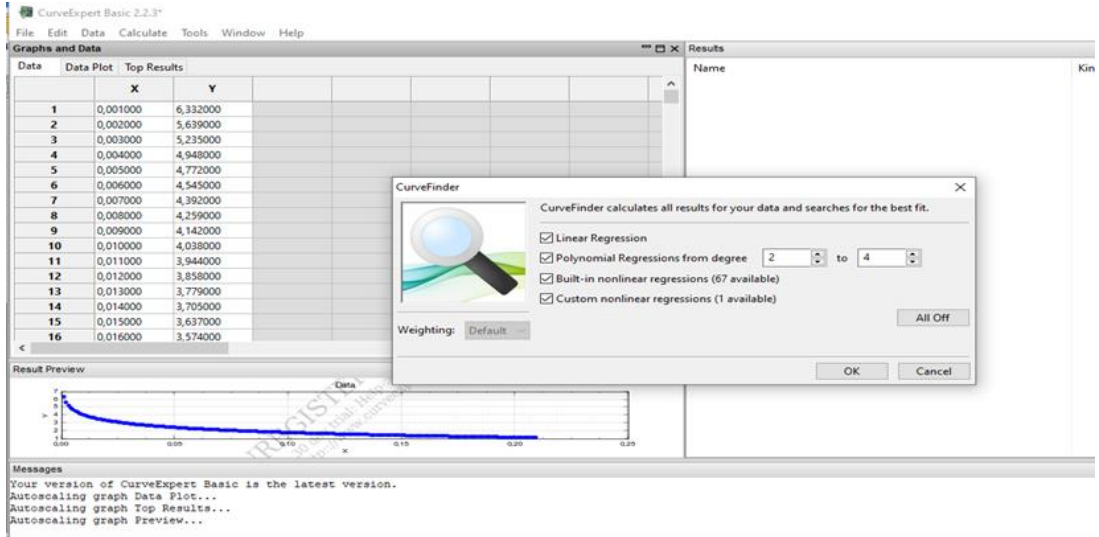 CurveExpert Basic 2.2.3*
File Edit Data Calculate Tools Window Help
Graphs and Data
Results
Data Data Plot Top Results
Name
Kin
X Y
1 0,001000 6,332000
2 0,002000 5,639000
3 0,003000 5,235000
4 0,004000 4,948000
5 0,005000 4,772000
6 0,006000 4,545000
7 0,007000 4,392000
8 0,008000 4,259000
9 0,009000 4,142000
10 0,010000 4,038000
11 0,011000 3,944000
12 0,012000 3,858000
13 0,013000 3,779000
14 0,014000 3,705000
15 0,015000 3,637000
16 0,016000 3,574000
CurveFinder
CurveFinder calculates all results for your data and searches for the best fit.
Linear Regression
Polynomial Regressions from degree 2 to 4
Built-in nonlinear regressions (67 available)
Custom nonlinear regressions (1 available)
All Off
Weighting: Default
OK Cancel
Result Preview
Data
Y
7
6
5
4
3
2
1
0,00 0,05 0,10 0,15 0,20 0,25
x
Messages
Your version of CurveExpert Basic is the latest version.
Autoscaling graph Data Plot...
Autoscaling graph Top Results...
Autoscaling graph Preview...